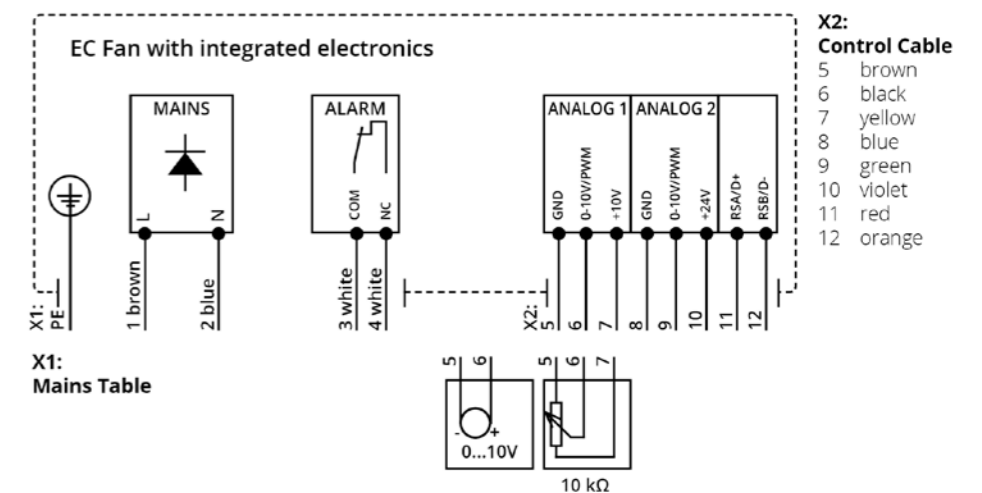 EC Fan with integrated electronics
MAINS
L
N
ALARM
COM
NC
ANALOG 1
ANALOG 2
GND
0-10V/PWM
+10V
GND
0-10V/PWM
+24V
RSA/D+
RSB/D-
X1:
PE
1 brown
2 blue
3 white
4 white
X2:
5
6
7
8
9
10
11
12
X2:
Control Cable
5 brown
6 black
7 yellow
8 blue
9 green
10 violet
11 red
12 orange
X1:
Mains Table
5
6
- +
0...10V
5
6
7
10 kΩ